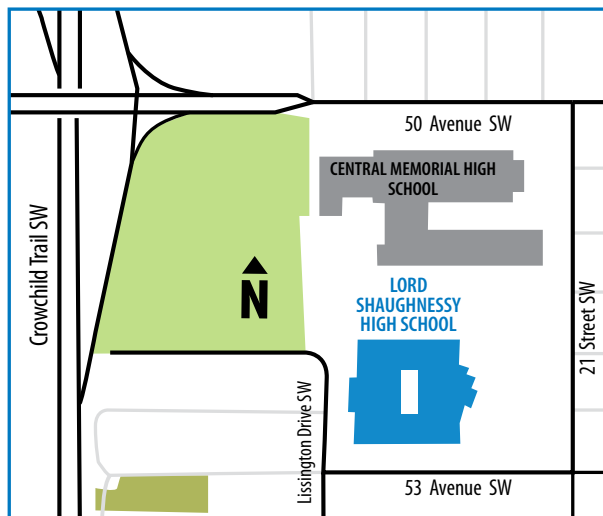 50 Avenue SW
CENTRAL MEMORIAL HIGH
SCHOOL
Crowchild Trail SW
N
LORD
SHAUGHNESSY
HIGH SCHOOL
21 Street SW
Lissington Drive SW
53 Avenue SW